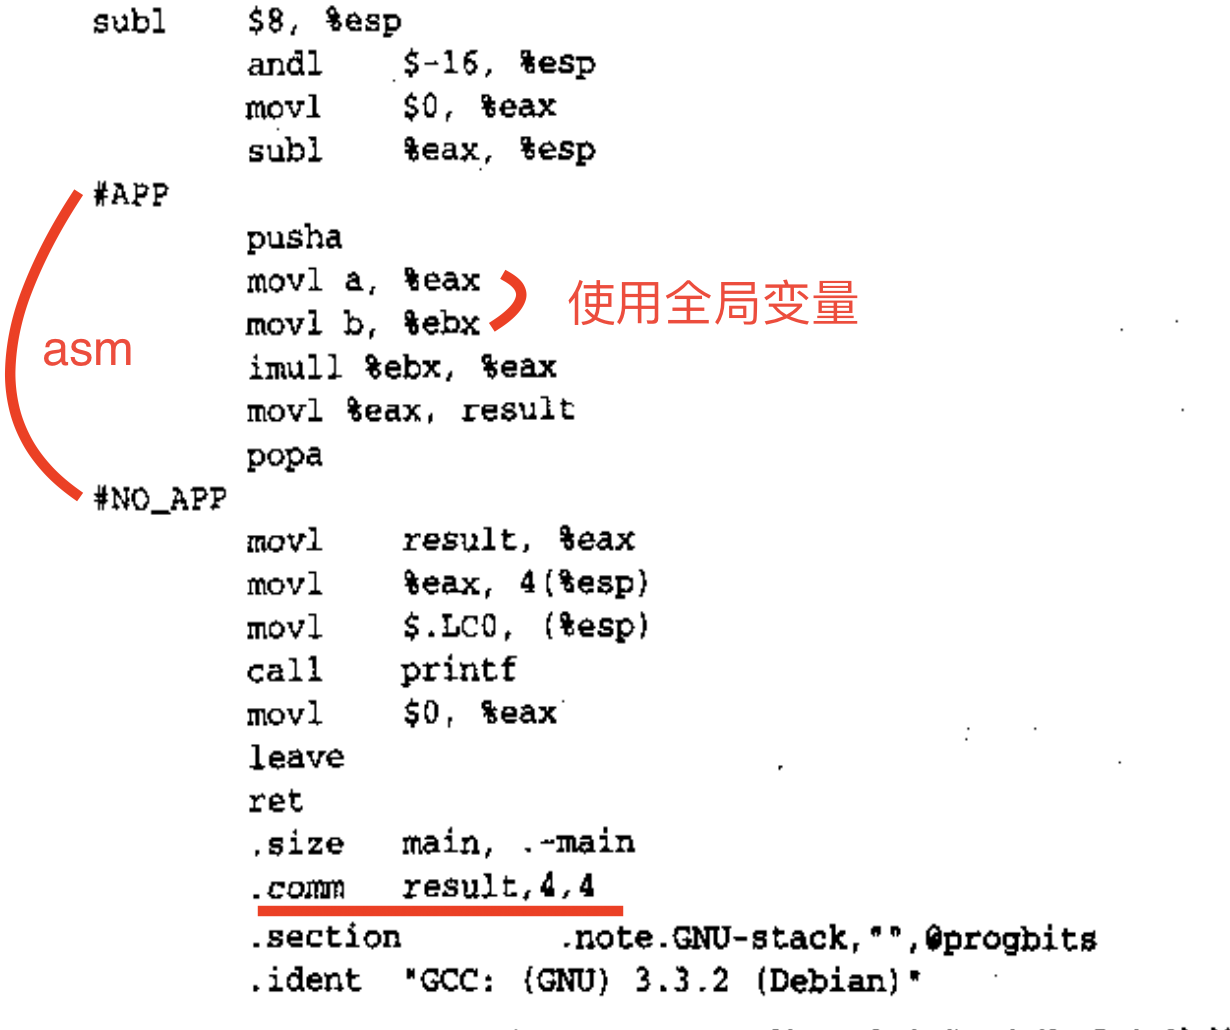 subl $8, %esp
andl $-16, %esp
movl $0, %eax
subl %eax, %esp
#APP
pusha
movl a, %eax
movl b, %ebx
使用全局变量
asm
imull %ebx, %eax
movl %eax, result
popa
#NO_APP
movl result, %eax
movl %eax, 4(%esp)
movl $.LC0, (%esp)
call printf
movl $0, %eax
leave
ret
.size main, .-main
.comm result,4,4
.section .note.GNU-stack,"",@progbits
.ident "GCC: (GNU) 3.3.2 (Debian)"